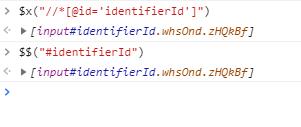 > $x("//*[@id='identifierId']")
<· ▶ [input#identifierId.whsOnd.zHQkBf]
> $$("#identifierId")
<· ▶ [input#identifierId.whsOnd.zHQkBf]
>